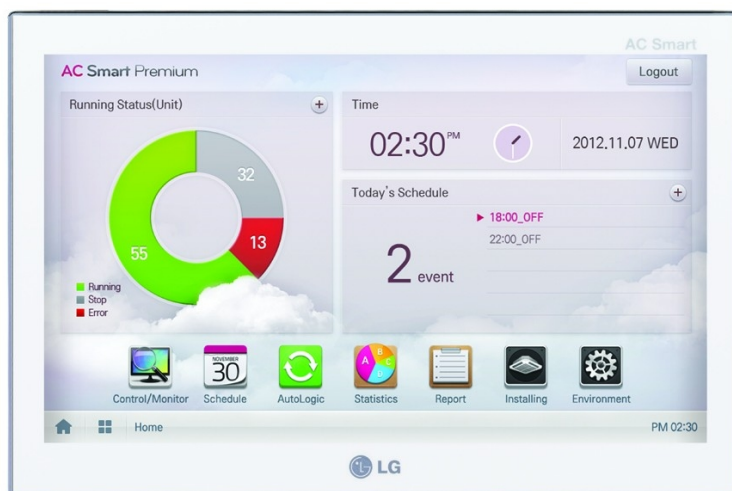 AC Smart
AC Smart Premium
Logout
Running Status(Unit)
+
Time
02:30 PM
2012.11.07 WED
32
13
55
Running
Stop
Error
Today's Schedule
+
2 event
18:00_OFF
22:00_OFF
NOVEMBER
30
A
B
C
D
Control/Monitor
Schedule
AutoLogic
Statistics
Report
Installing
Environment
Home
PM 02:30
LG